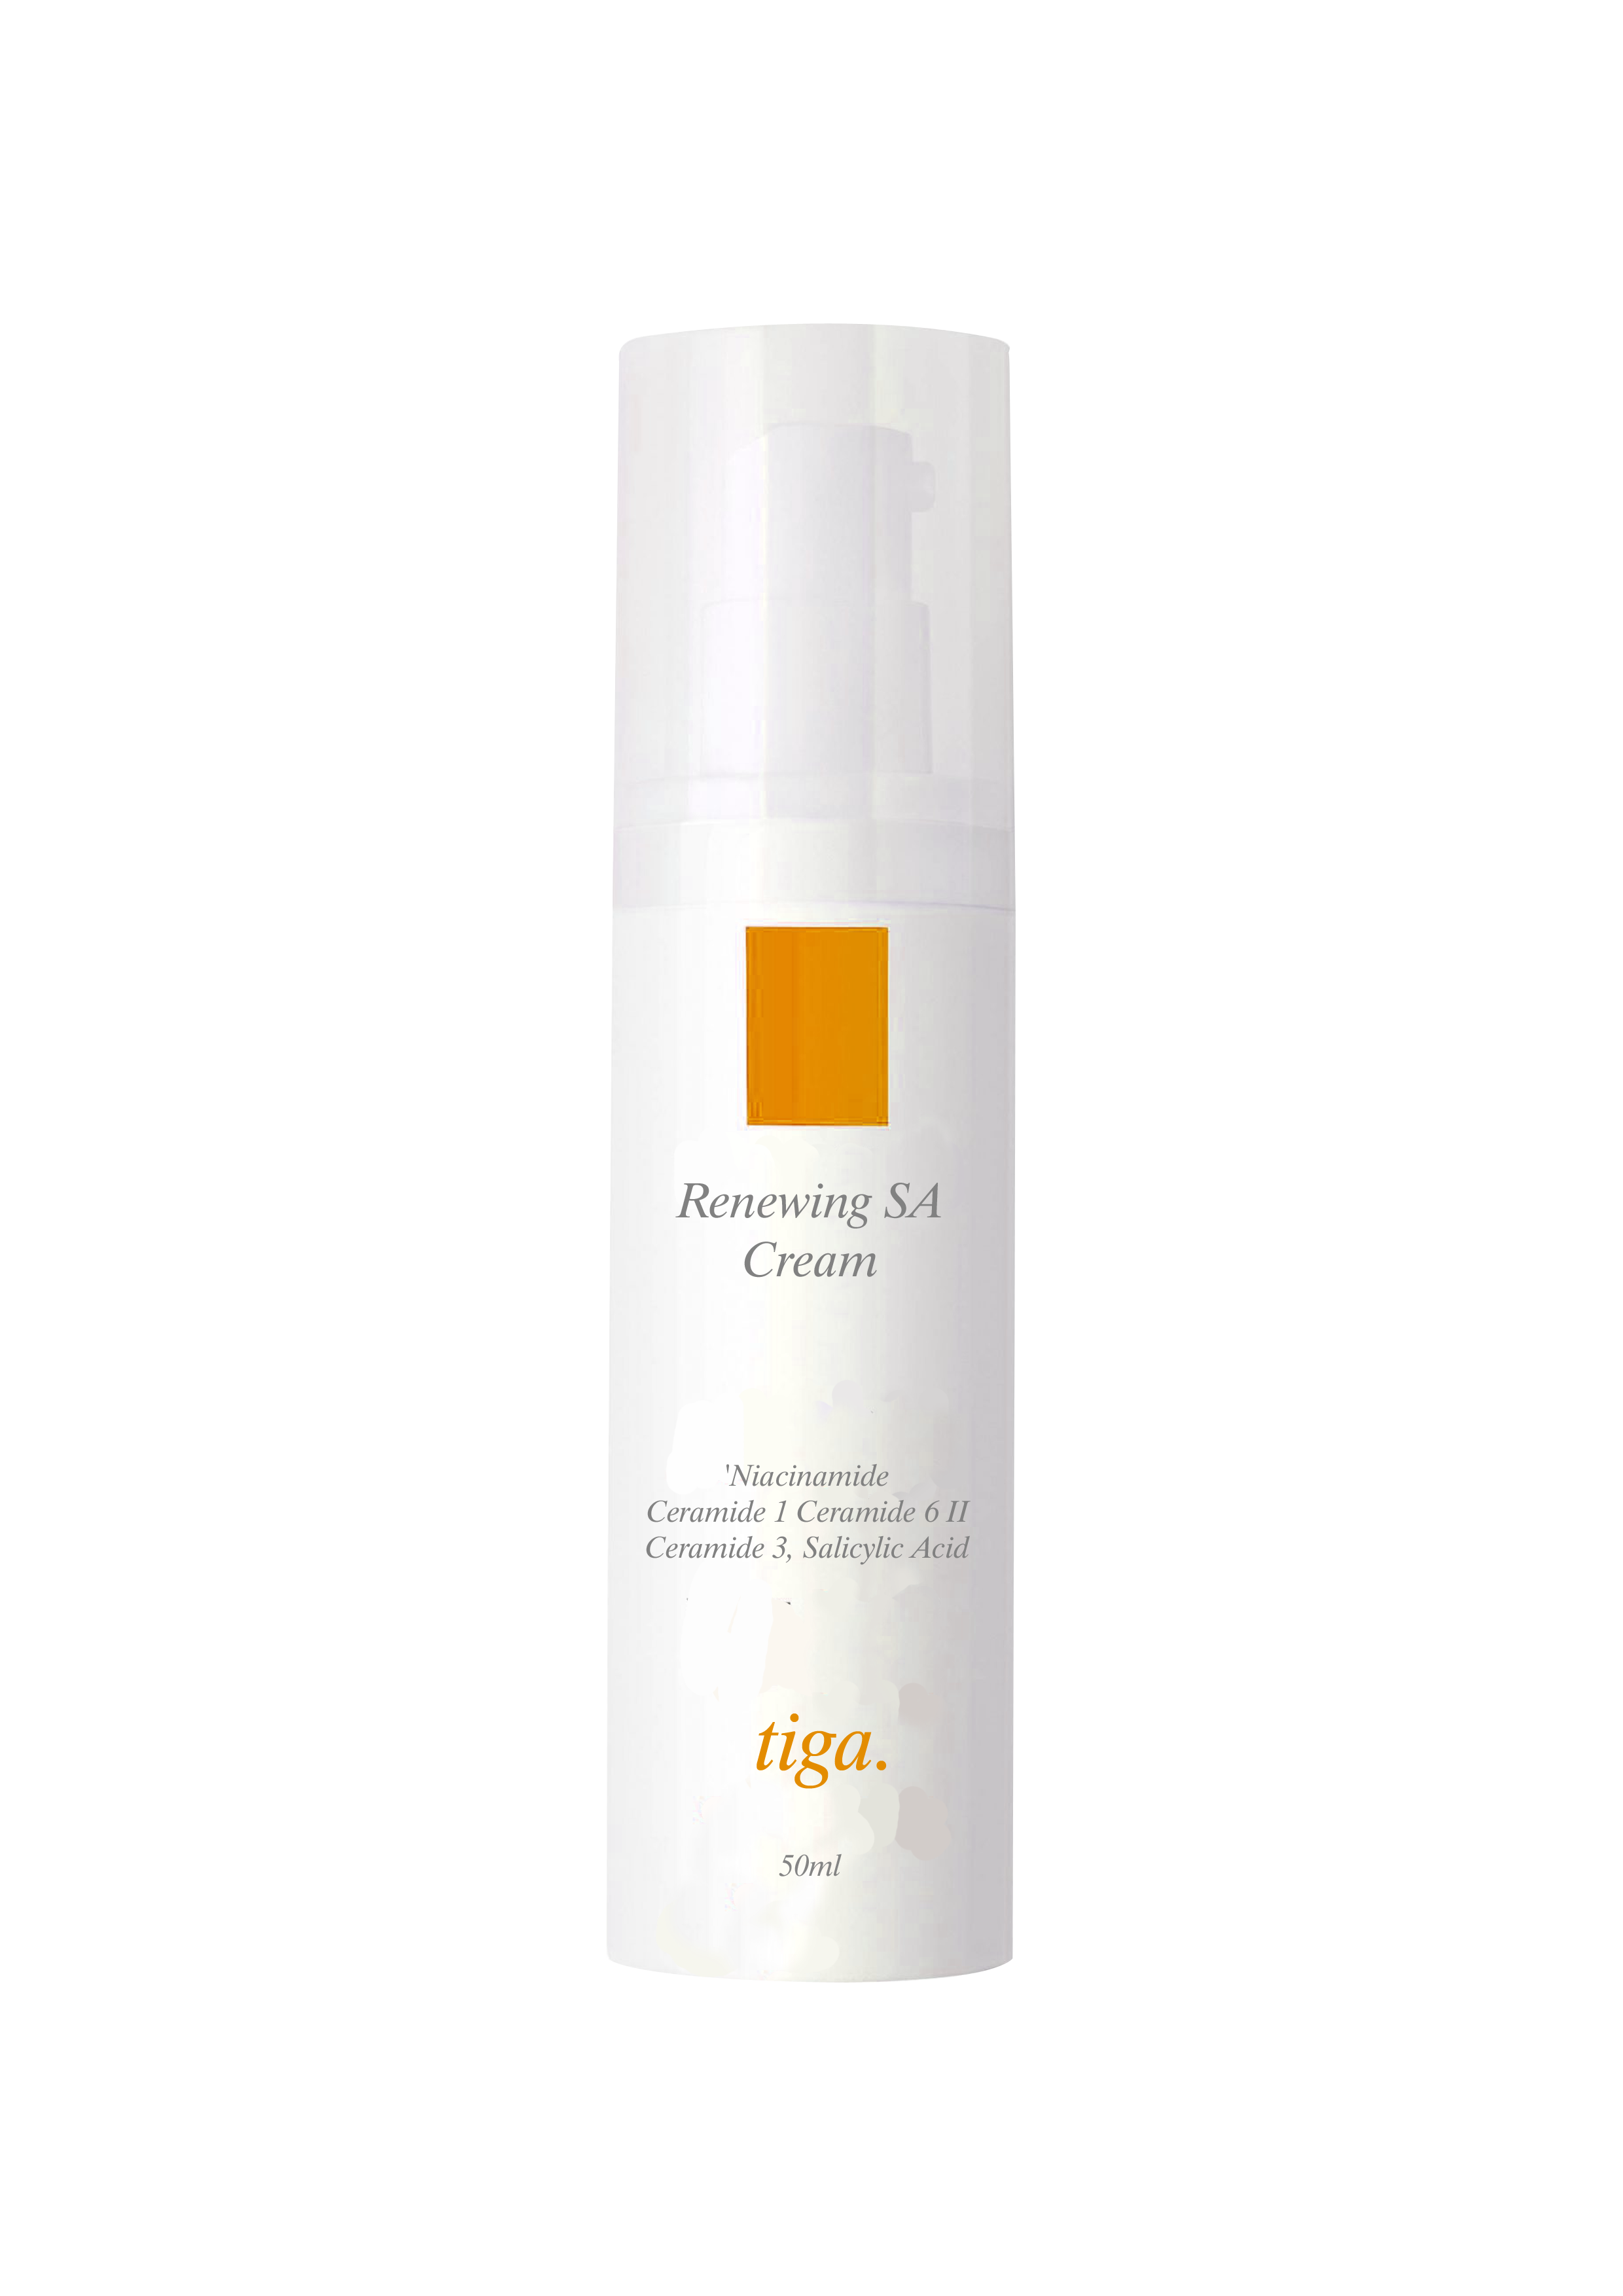 Renewing SA
Cream
'Niacinamide
Ceramide 1 Ceramide 6 II
Ceramide 3, Salicylic Acid
tiga.
50ml